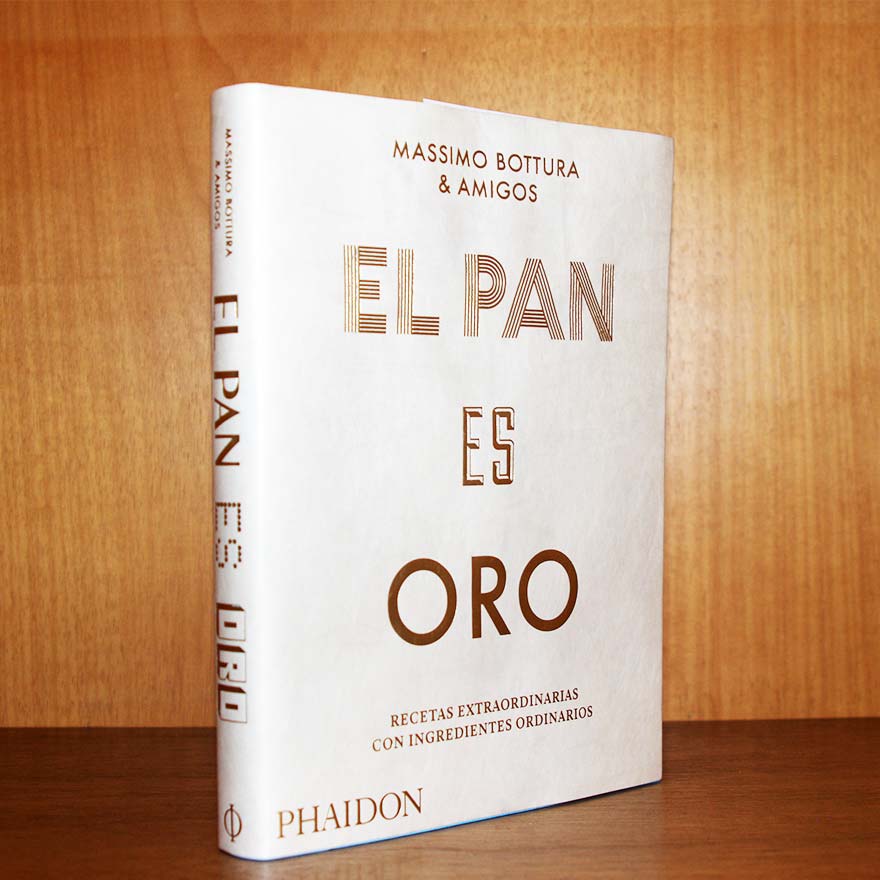 MASSIMO BOTTURA
& AMIGOS
EL PAN
ES
ORO
RECETAS EXTRAORDINARIAS
CON INGREDIENTES ORDINARIOS
PHAIDON
MASSIMO BOTTURA
& AMIGOS
EL PAN ES ORO